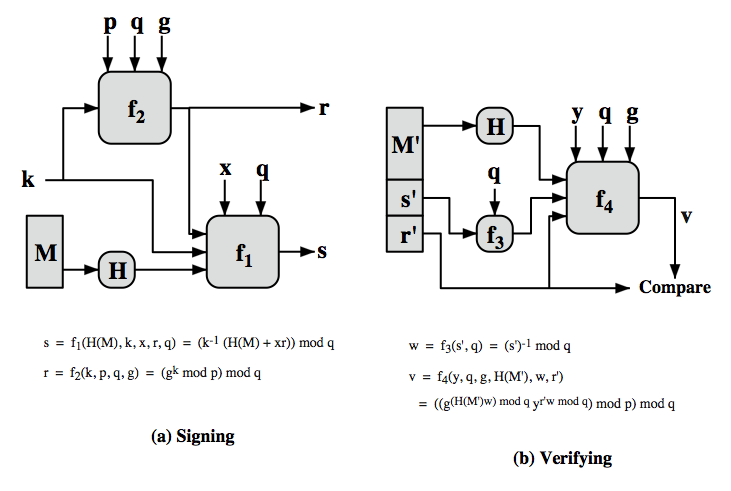 p q g
f2
r
k
x q
M
H
f1
s
s = f1(H(M), k, x, r, q) = (k-1 (H(M) + xr)) mod q
r = f2(k, p, q, g) = (gk mod p) mod q
(a) Signing
M'
H
y q g
q
s'
f3
f4
r'
v
Compare
w = f3(s', q) = (s')-1 mod q
v = f4(y, q, g, H(M'), w, r')
= ((g(H(M')w) mod q yr'w mod q) mod p) mod q
(b) Verifying